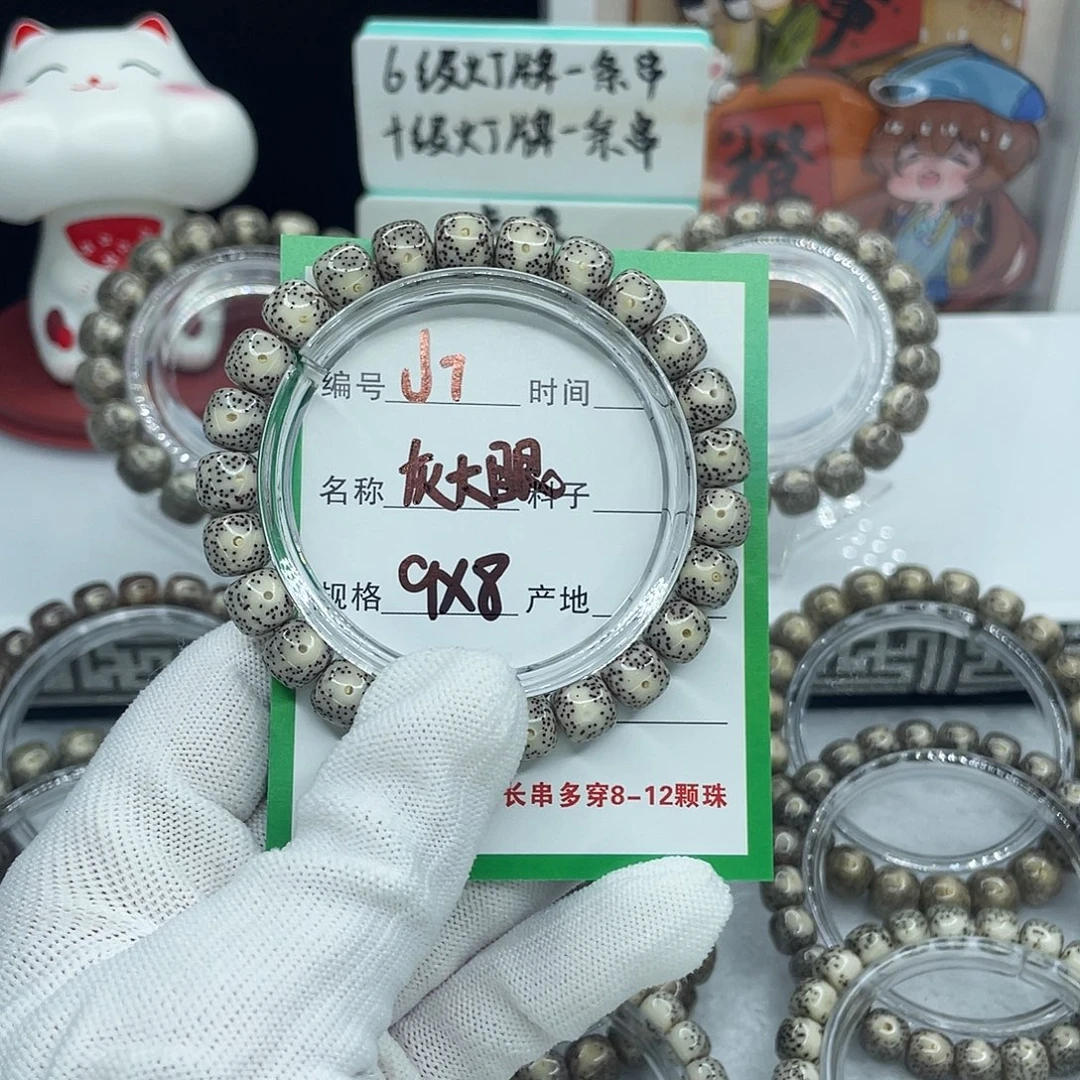 6级灯牌一条串
十级灯牌一条串
橙
编号 J7 时间
名称 灰大眼 料子
规格 9X8 产地
长串多穿8-12颗珠